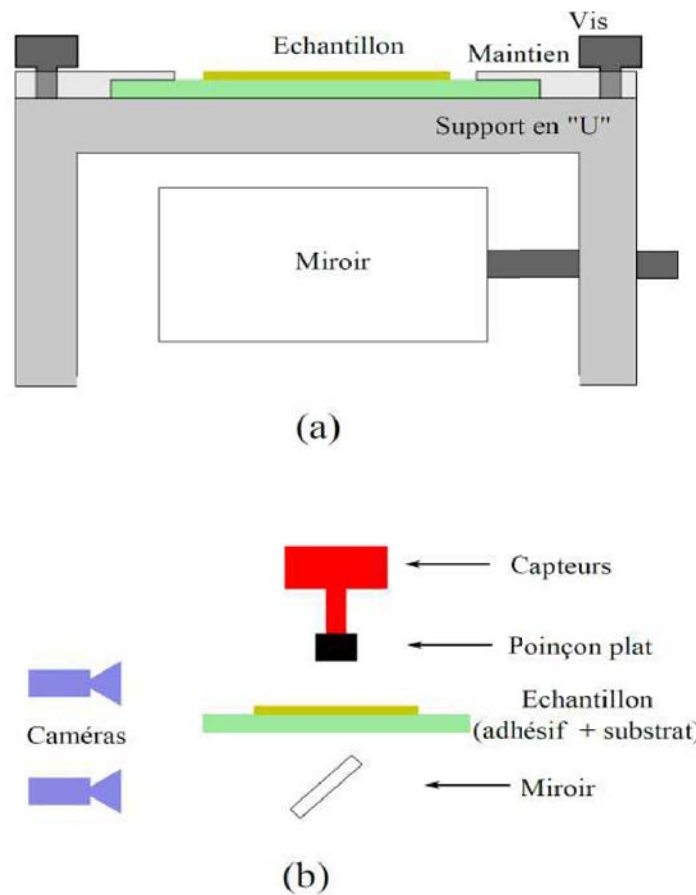 Vis
Echantillon
Maintien
Support en "U"
Miroir
(a)
Capteurs
Poinçon plat
Echantillon
(adhésif + substrat)
Caméras
Miroir
(b)